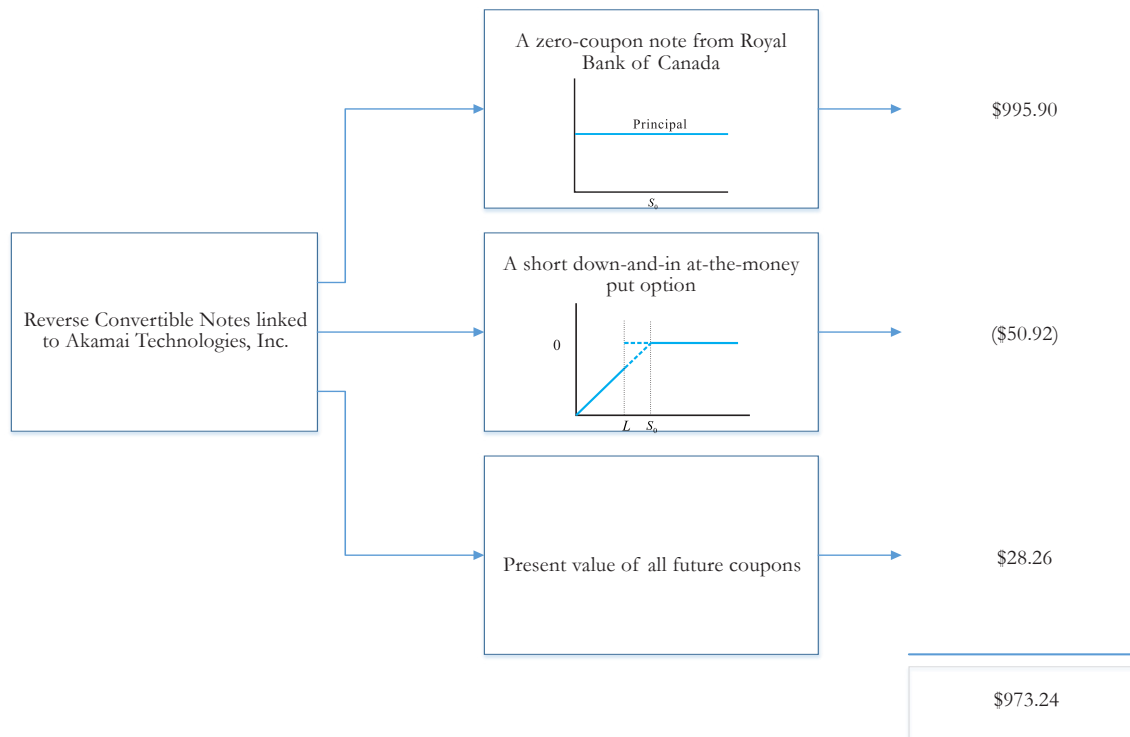 A zero-coupon note from Royal
Bank of Canada
Principal
S₀
$995.90
Reverse Convertible Notes linked
to Akamai Technologies, Inc.
A short down-and-in at-the-money
put option
0
L S₀
($50.92)
Present value of all future coupons
$28.26
$973.24